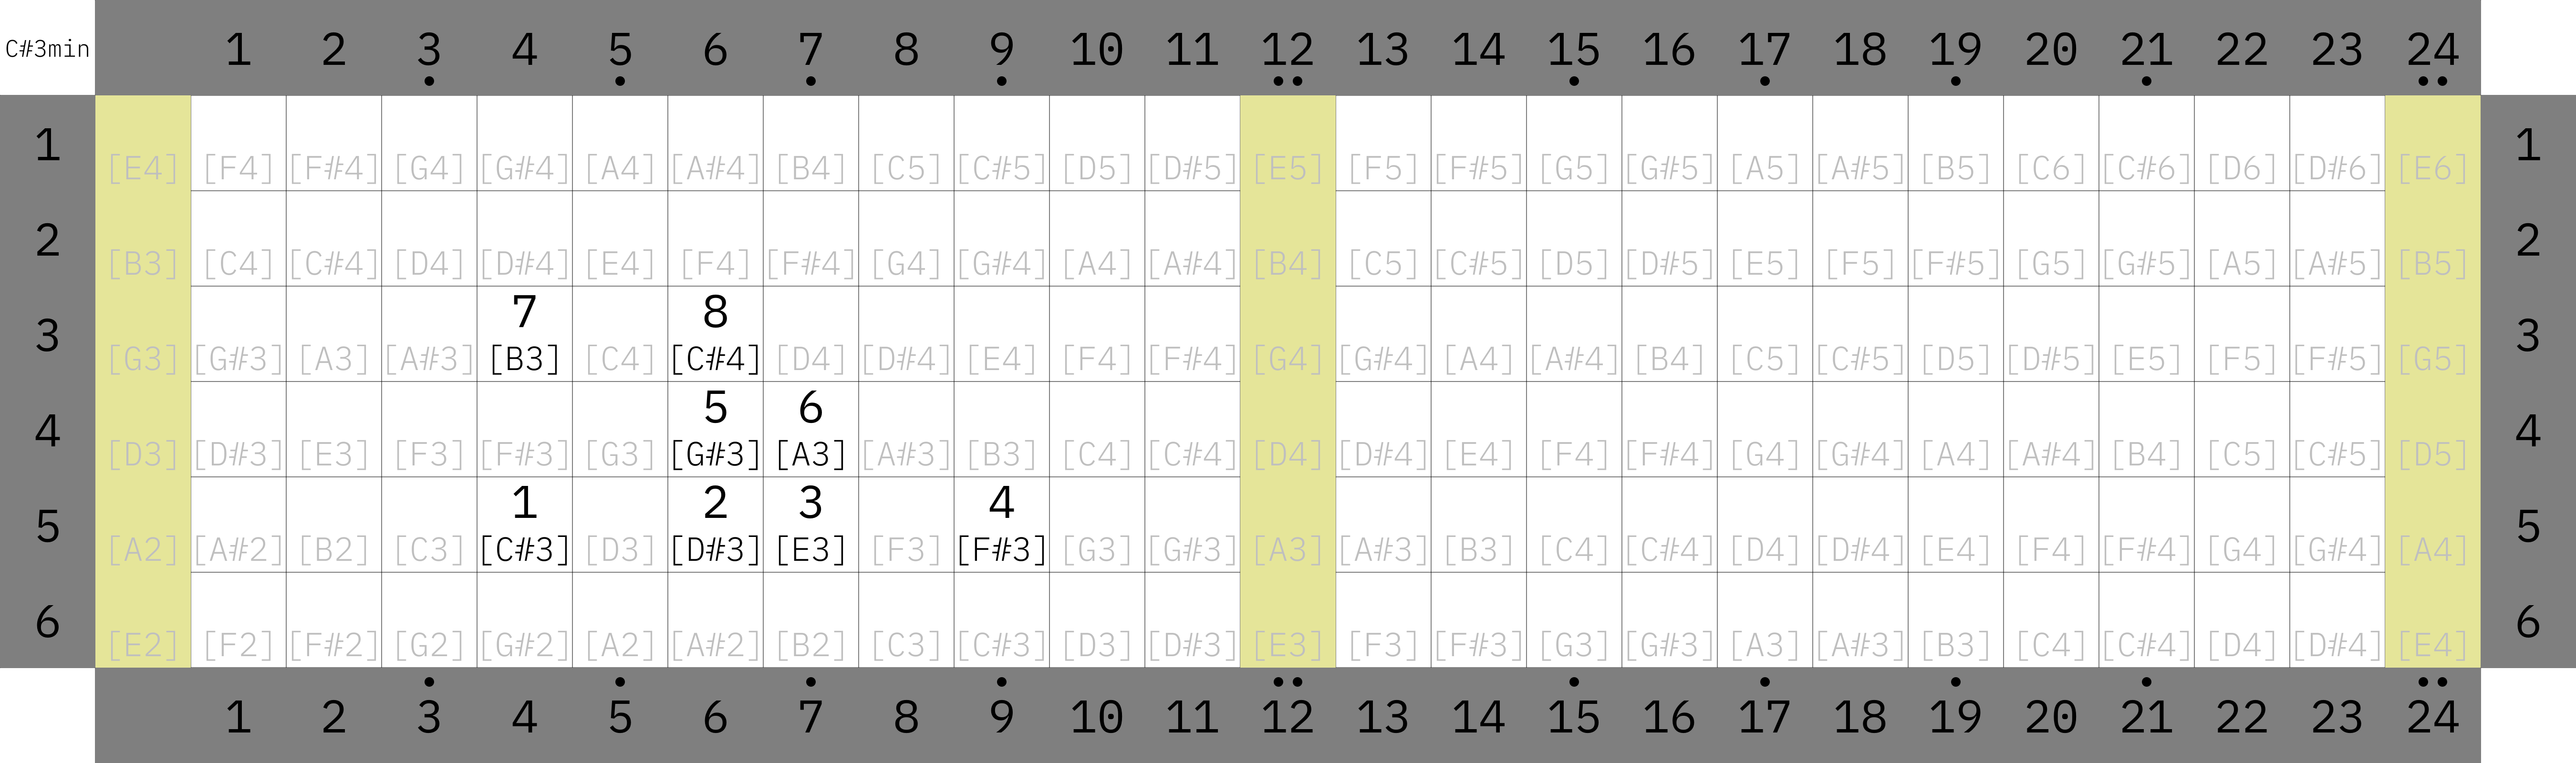 C#3min 1 2 3 4 5 6 7 8 9 10 11 12 13 14 15 16 17 18 19 20 21 22 23 24
1 [E4] [F4] [F#4] [G4] [G#4] [A4] [A#4] [B4] [C5] [C#5] [D5] [D#5] [E5] [F5] [F#5] [G5] [G#5] [A5] [A#5] [B5] [C6] [C#6] [D6] [D#6] [E6] 1
2 [B3] [C4] [C#4] [D4] [D#4] [E4] [F4] [F#4] [G4] [G#4] [A4] [A#4] [B4] [C5] [C#5] [D5] [D#5] [E5] [F5] [F#5] [G5] [G#5] [A5] [A#5] [B5] 2
7 8
3 [G3] [G#3] [A3] [A#3] [B3] [C4] [C#4] [D4] [D#4] [E4] [F4] [F#4] [G4] [G#4] [A4] [A#4] [B4] [C5] [C#5] [D5] [D#5] [E5] [F5] [F#5] [G5] 3
5 6
4 [D3] [D#3] [E3] [F3] [F#3] [G3] [G#3] [A3] [A#3] [B3] [C4] [C#4] [D4] [D#4] [E4] [F4] [F#4] [G4] [G#4] [A4] [A#4] [B4] [C5] [C#5] [D5] 4
1 2 3 4
5 [A2] [A#2] [B2] [C3] [C#3] [D3] [D#3] [E3] [F3] [F#3] [G3] [G#3] [A3] [A#3] [B3] [C4] [C#4] [D4] [D#4] [E4] [F4] [F#4] [G4] [G#4] [A4] 5
6 [E2] [F2] [F#2] [G2] [G#2] [A2] [A#2] [B2] [C3] [C#3] [D3] [D#3] [E3] [F3] [F#3] [G3] [G#3] [A3] [A#3] [B3] [C4] [C#4] [D4] [D#4] [E4] 6
1 2 3 4 5 6 7 8 9 10 11 12 13 14 15 16 17 18 19 20 21 22 23 24